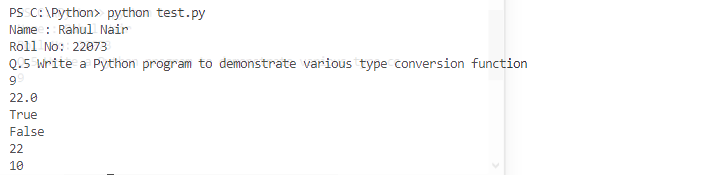 PS C:\Python> python test.py
Name : Rahul Nair
Roll No: 22073
Q.5 Write a Python program to demonstrate various type conversion function
9
22.0
True
False
22
10